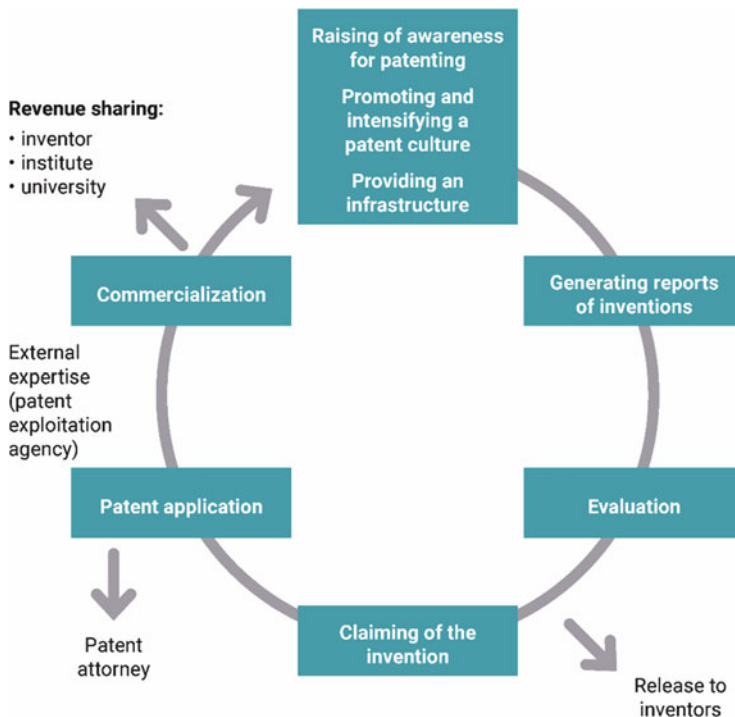 Raising of awareness
for patenting
Promoting and
intensifying a
patent culture
Providing an
infrastructure
Revenue sharing:
• inventor
• institute
• university
Commercialization
Generating reports
of inventions
External
expertise
(patent
exploitation
agency)
Patent application
Evaluation
Claiming of the
invention
Patent
attorney
Release to
inventors